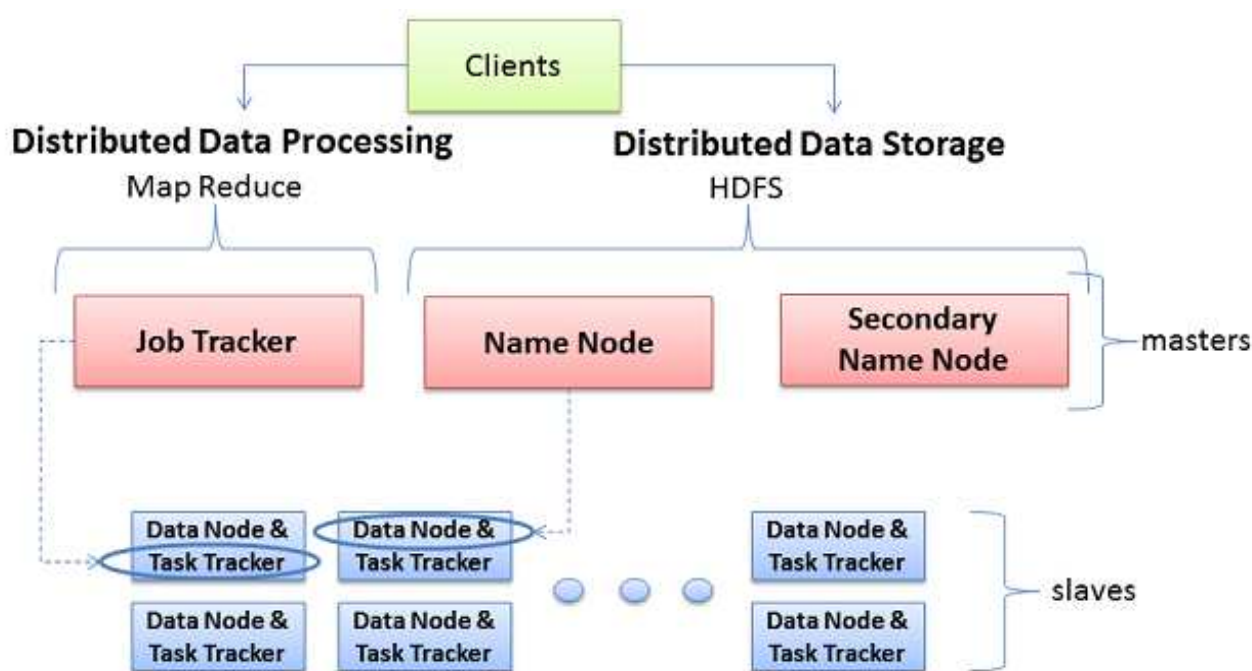 Clients
Distributed Data Processing
Map Reduce
Distributed Data Storage
HDFS
Job Tracker
Name Node
Secondary
Name Node
masters
Data Node &
Task Tracker
Data Node &
Task Tracker
Data Node &
Task Tracker
slaves
Data Node &
Task Tracker
Data Node &
Task Tracker
Data Node &
Task Tracker